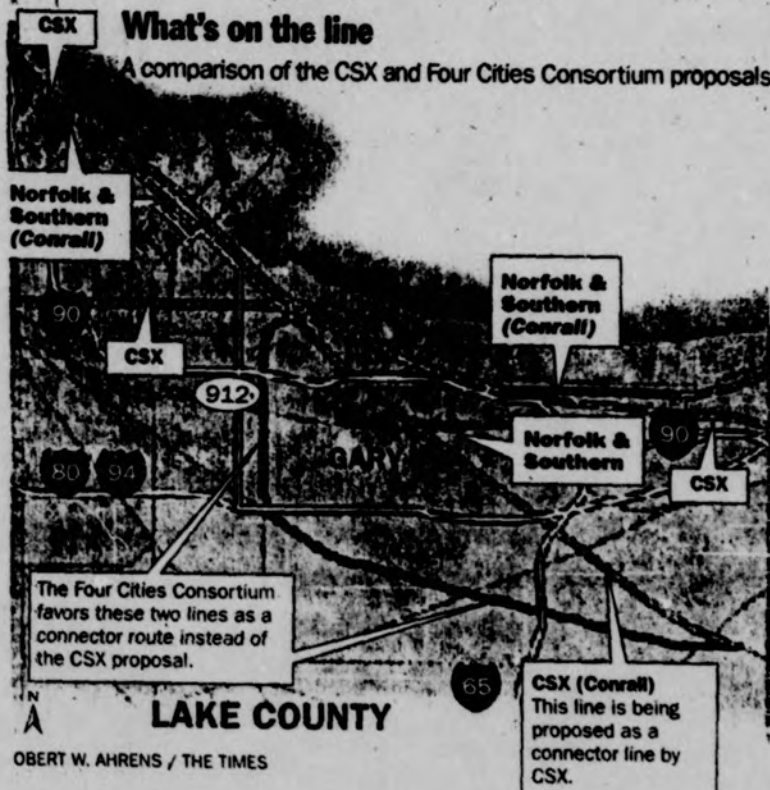 CSX
What's on the line
A comparison of the CSX and Four Cities Consortium proposals
Norfolk &
Southern
(Conrail)
90
CSX
912
Norfolk &
Southern
(Conrail)
Norfolk &
Southern
90
CSX
GARY
80 94
The Four Cities Consortium
favors these two lines as a
connector route instead of
the CSX proposal.
65
CSX (Conrail)
This line is being
proposed as a
connector line by
CSX.
N
LAKE COUNTY
OBERT W. AHRENS / THE TIMES